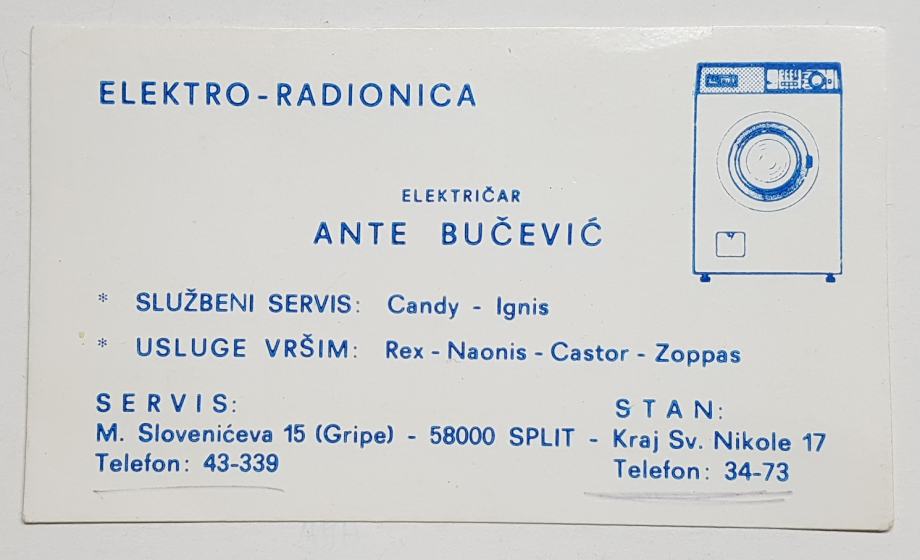 ELEKTRO-RADIONICA
ELEKTRIČAR
ANTE BUČEVIĆ
* SLUŽBENI SERVIS: Candy - Ignis
* USLUGE VRŠIM: Rex - Naonis - Castor - Zoppas
SERVIS:
STAN:
M. Slovenićeva 15 (Gripe) - 58000 SPLIT - Kraj Sv. Nikole 17
Telefon: 43-339
Telefon: 34-73